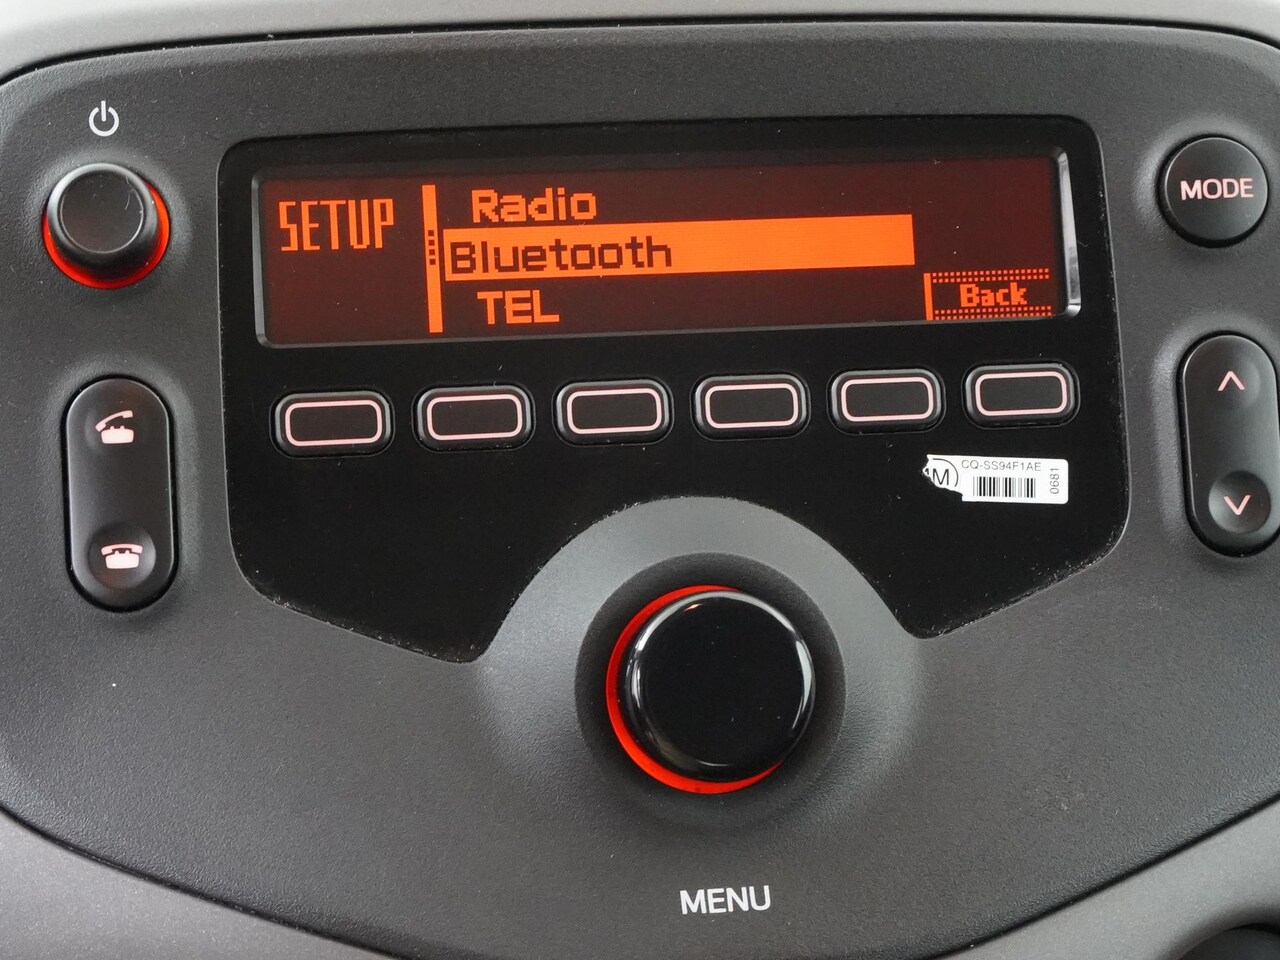 SETUP
Radio
Bluetooth
TEL
Back
MODE
CQ-SS94F1AE
0681
MENU